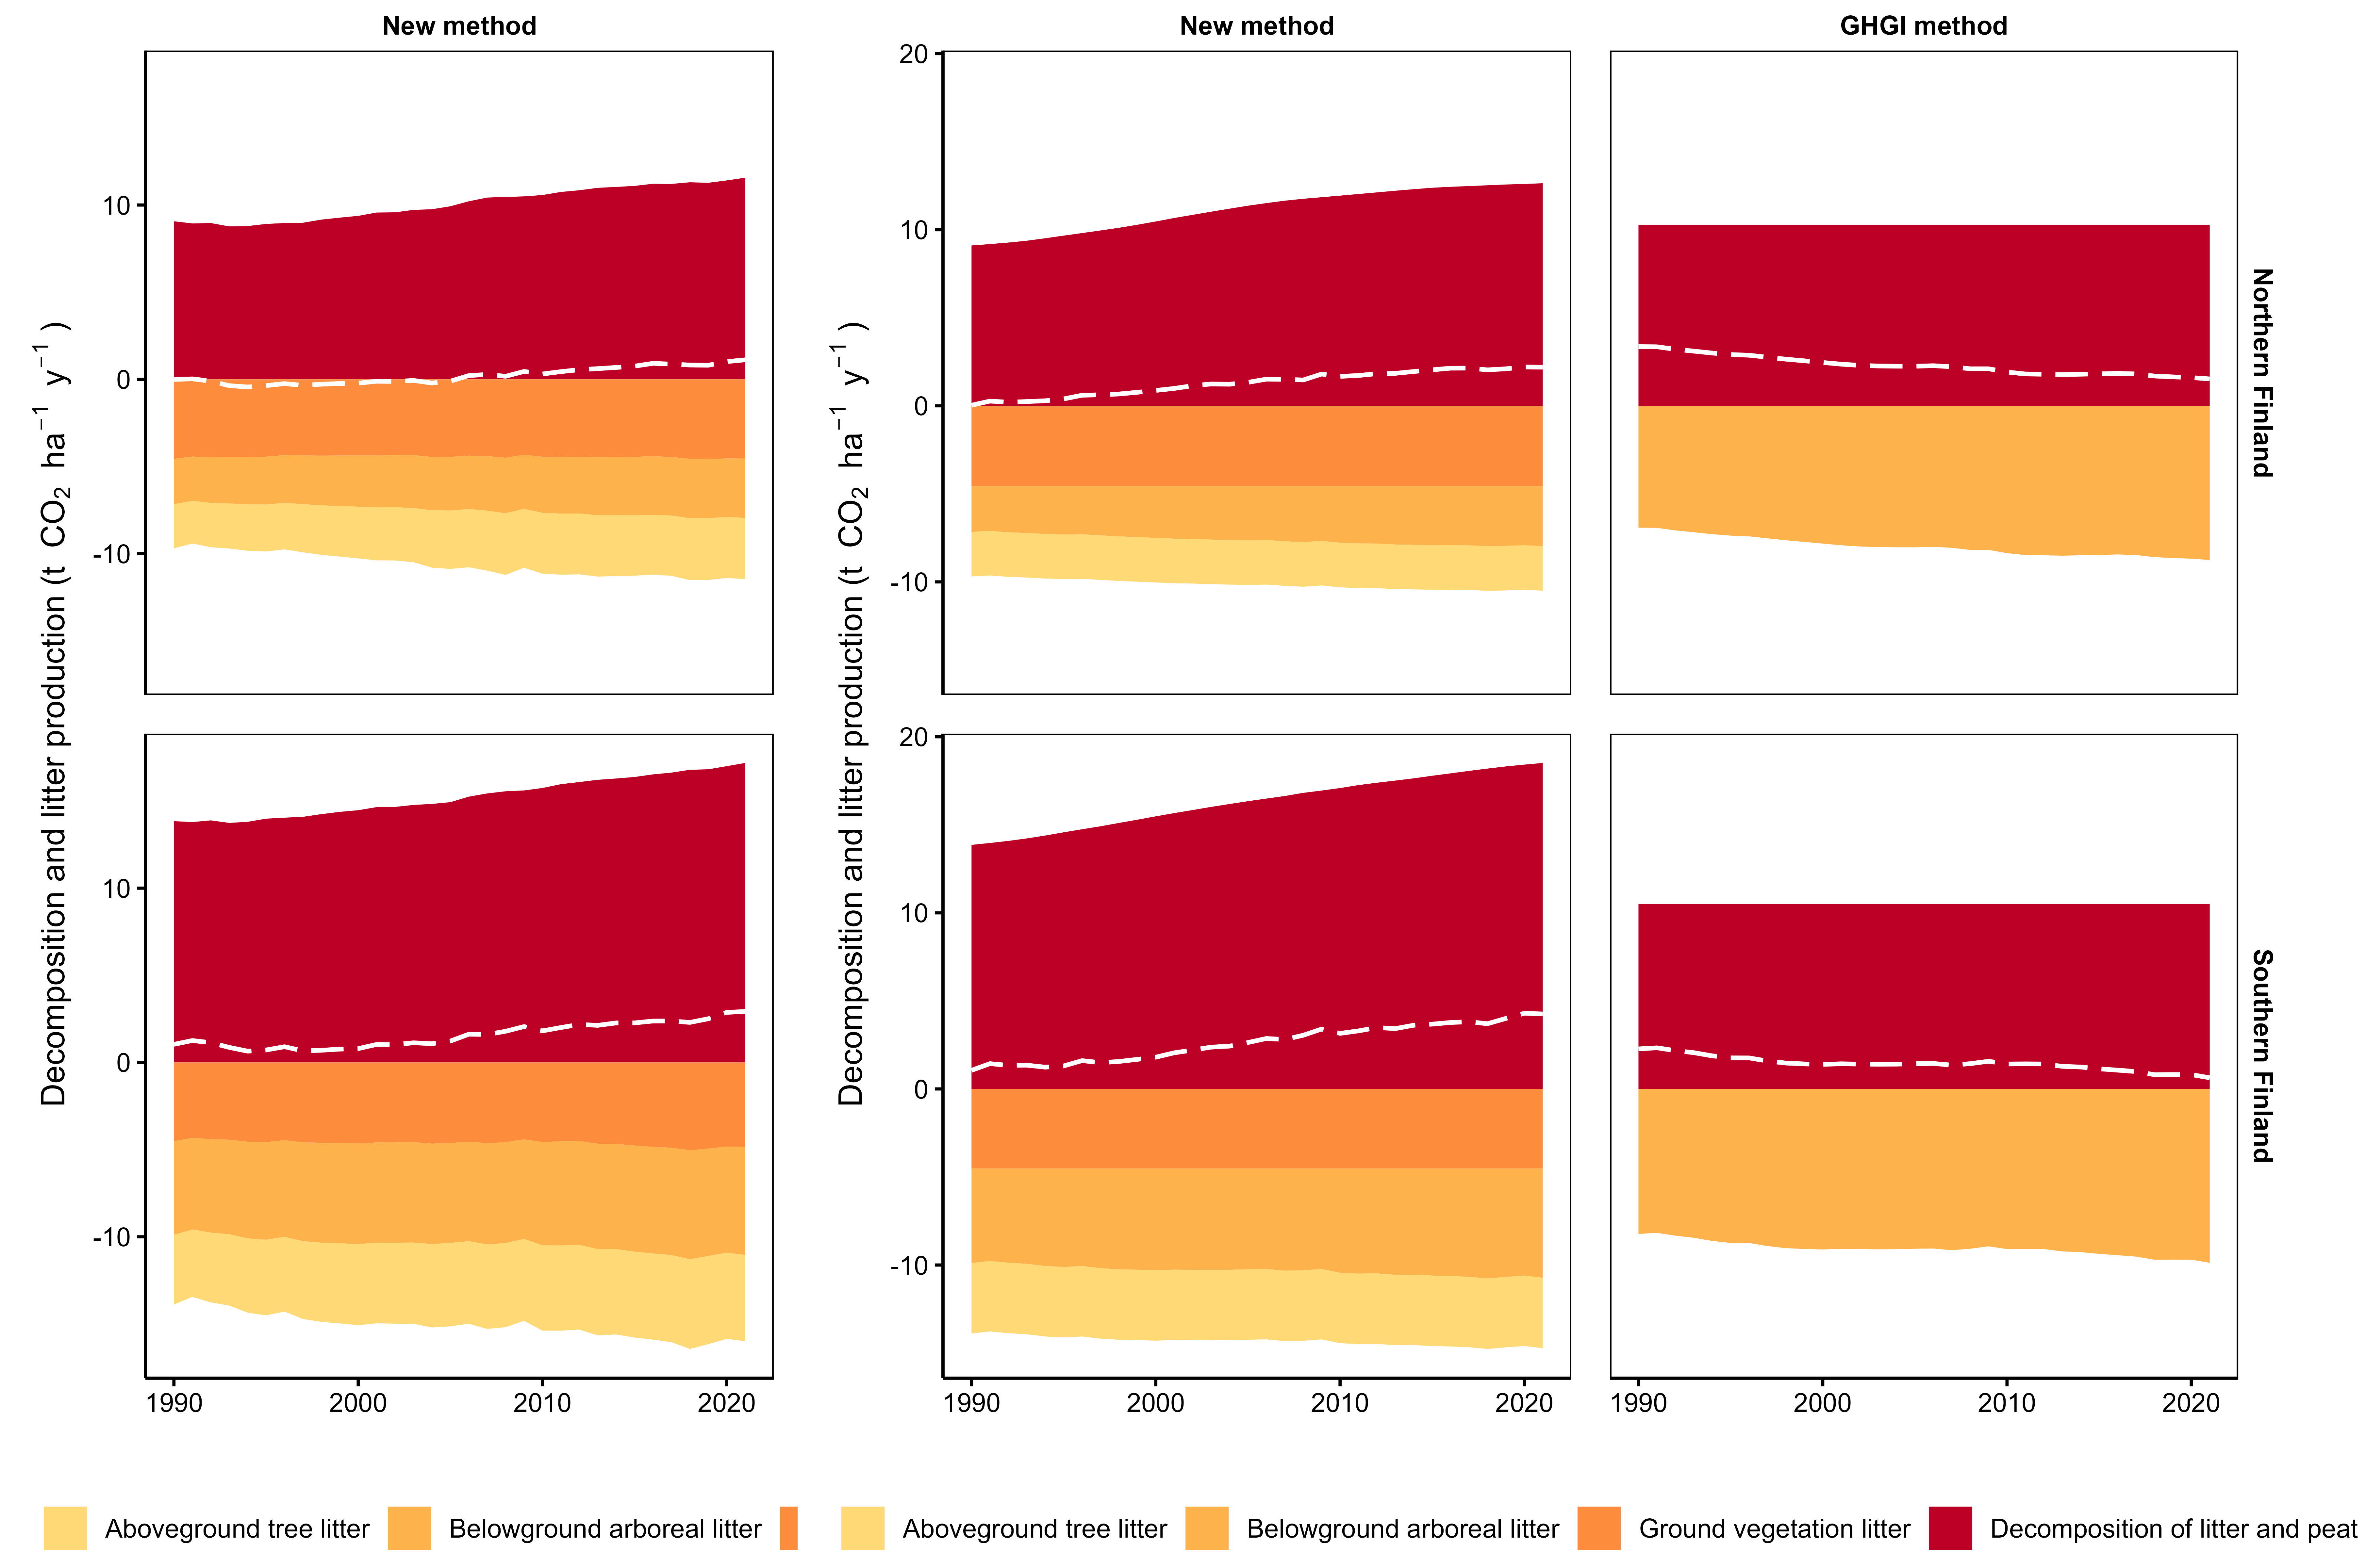 New method
New method
GHGI method
Decomposition and litter production (t CO₂ ha⁻¹ y⁻¹)
10
0
-10
10
0
-10
1990
2000
2010
2020
Decomposition and litter production (t CO₂ ha⁻¹ y⁻¹)
20
10
0
-10
20
10
0
-10
1990
2000
2010
2020
1990
2000
2010
2020
Northern Finland
Southern Finland
Aboveground tree litter
Belowground arboreal litter
Aboveground tree litter
Belowground arboreal litter
Ground vegetation litter
Decomposition of litter and peat